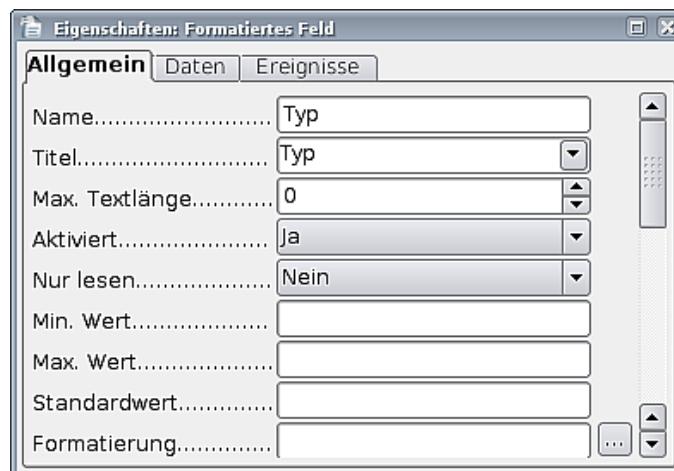 Eigenschaften: Formatiertes Feld
Allgemein Daten Ereignisse
Name.......................... Typ
Titel............................ Typ
Max. Textlänge............ 0
Aktiviert...................... Ja
Nur lesen.................... Nein
Min. Wert....................
Max. Wert....................
Standardwert..............
Formatierung.............. ...